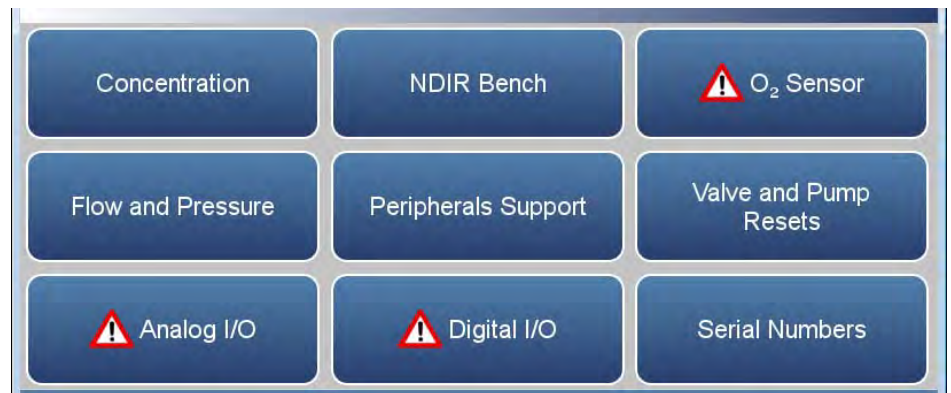 Concentration
NDIR Bench
O₂ Sensor
Flow and Pressure
Peripherals Support
Valve and Pump
Resets
Analog I/O
Digital I/O
Serial Numbers